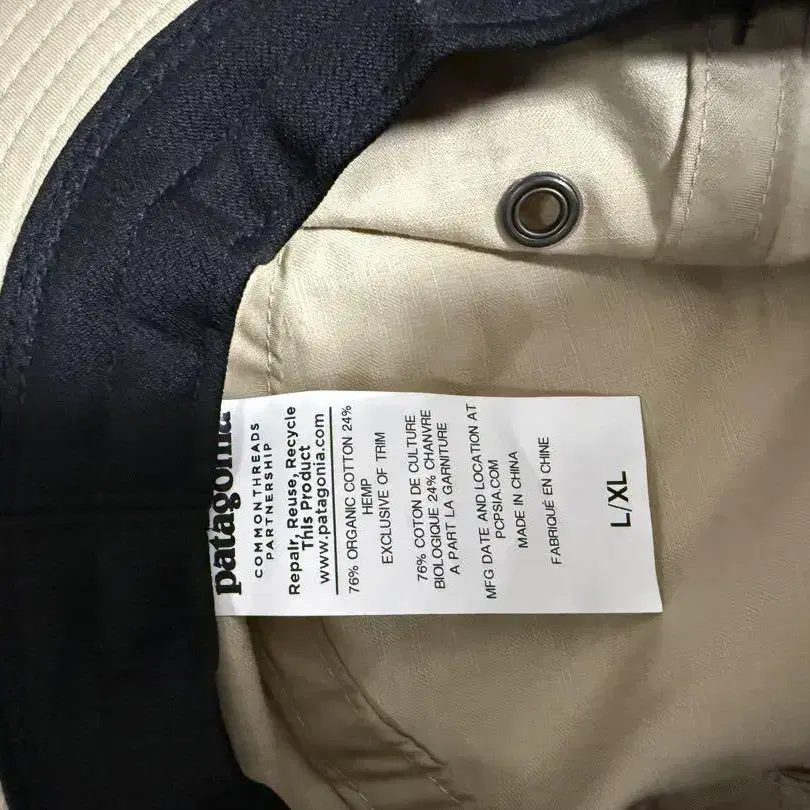 patagonia
COMMONTHREADS
PARTNERSHIP
Repair, Reuse, Recycle
This Product
www.patagonia.com
76% ORGANIC COTTON 24%
HEMP
EXCLUSIVE OF TRIM
76% COTON DE CULTURE
BIOLOGIQUE 24% CHANVRE
A PART LA GARNITURE
MFG DATE AND LOCATION AT
PCPSIA.COM
MADE IN CHINA
FABRIQUÉ EN CHINE
L/XL